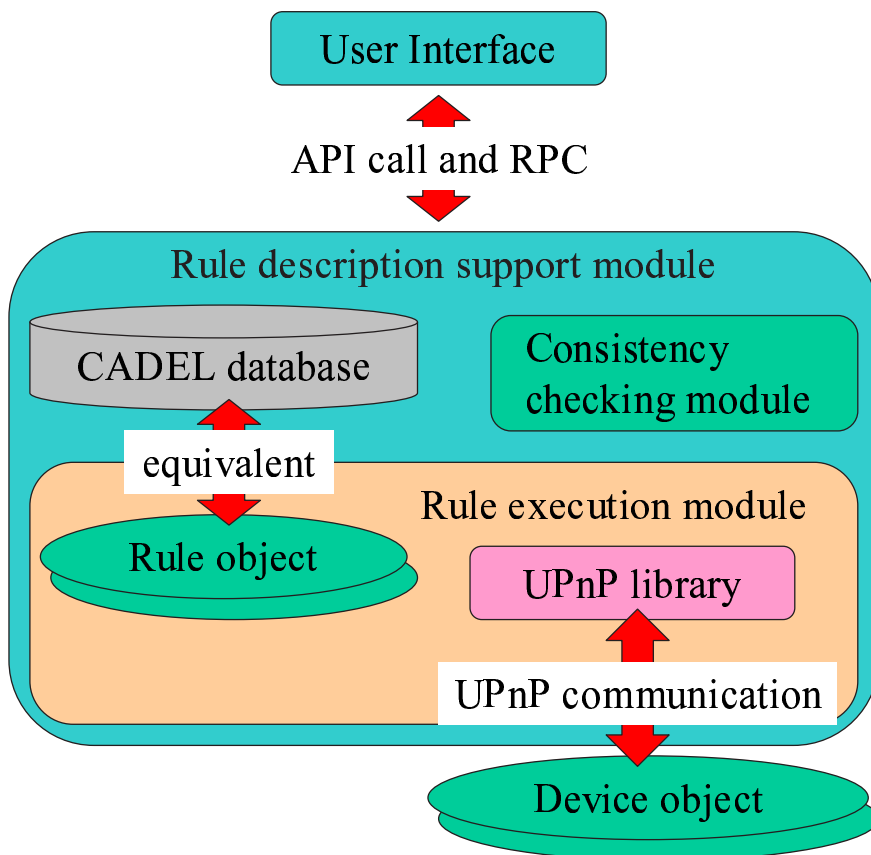 User Interface
API call and RPC
Rule description support module
CADEL database
Consistency
checking module
equivalent
Rule execution module
Rule object
UPnP library
UPnP communication
Device object